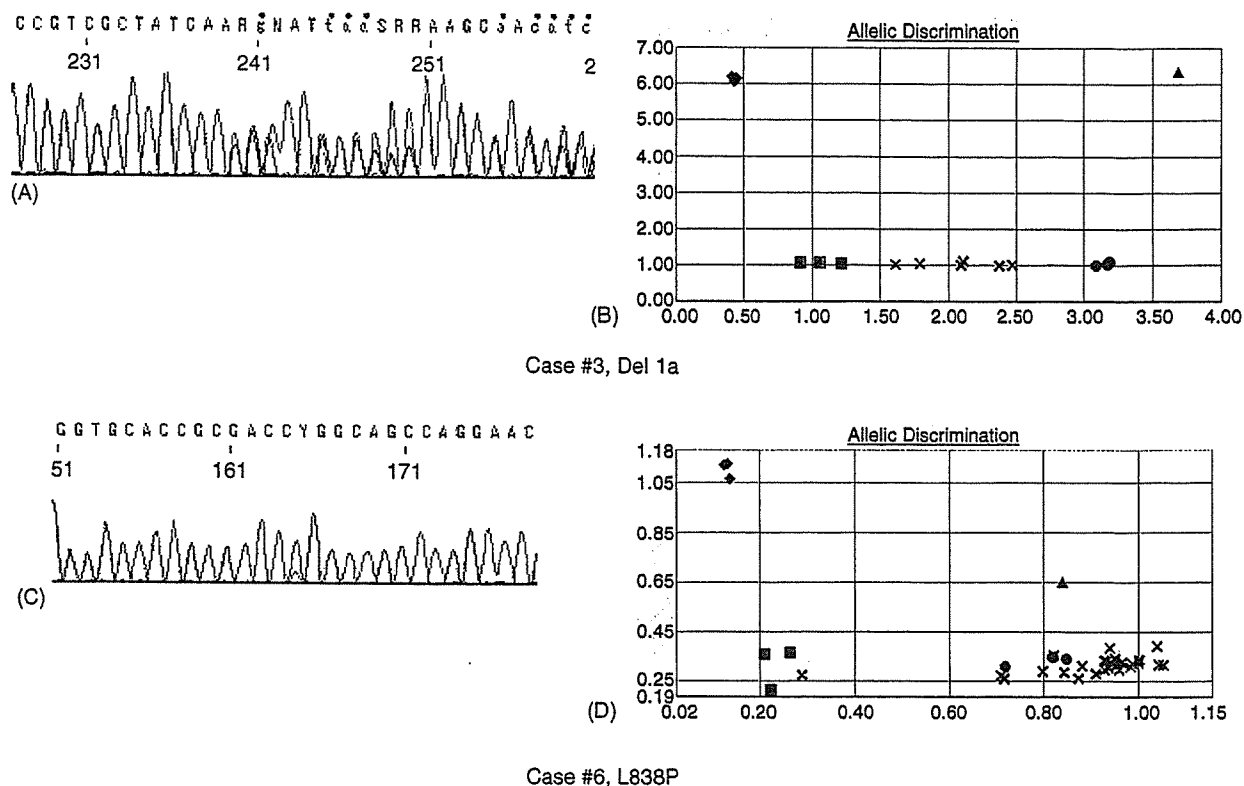 C C G T C G C T A T C A A R g N A T t a a S R R A A G C a A c a t c
231 241 251 2
(A)
Allelic Discrimination
7.00
6.00
5.00
4.00
3.00
2.00
1.00
0.00
0.00 0.50 1.00 1.50 2.00 2.50 3.00 3.50 4.00
(B)
Case #3, Del 1a
G G T G C A C C G C G A C C Y G G C A G C C A G G A A C
51 161 171
(C)
Allelic Discrimination
1.18
1.05
0.85
0.65
0.45
0.25
0.19
0.02 0.20 0.40 0.60 0.80 1.00 1.15
(D)
Case #6, L838P